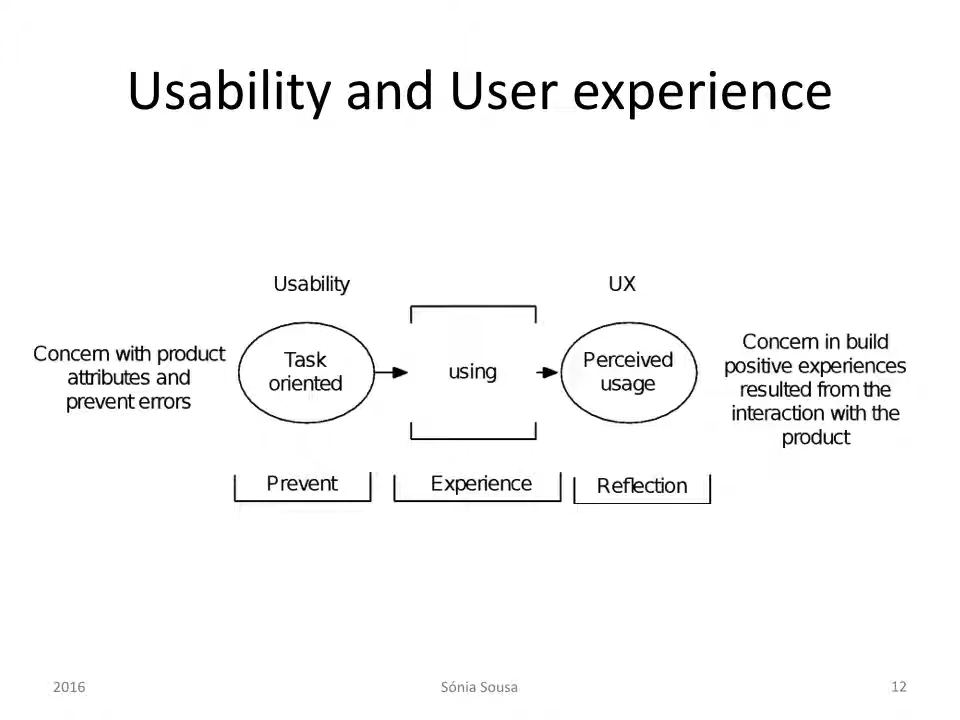 Usability and User experience
Usability
UX
Concern with product
attributes and
prevent errors
Task
oriented
using
Perceived
usage
Concern in build
positive experiences
resulted from the
interaction with the
product
Prevent
Experience
Reflection
2016
Sónia Sousa
12